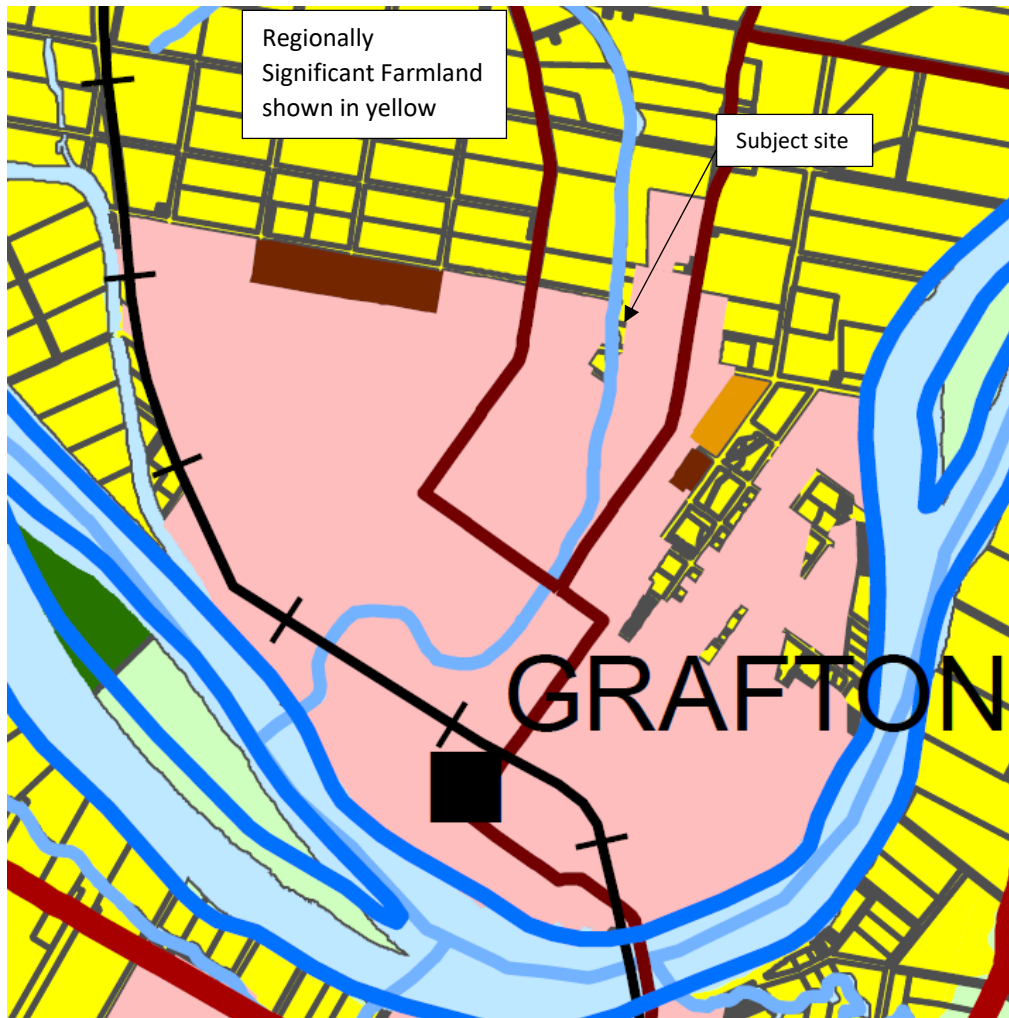 Regionally
Significant Farmland
shown in yellow
Subject site
GRAFTON